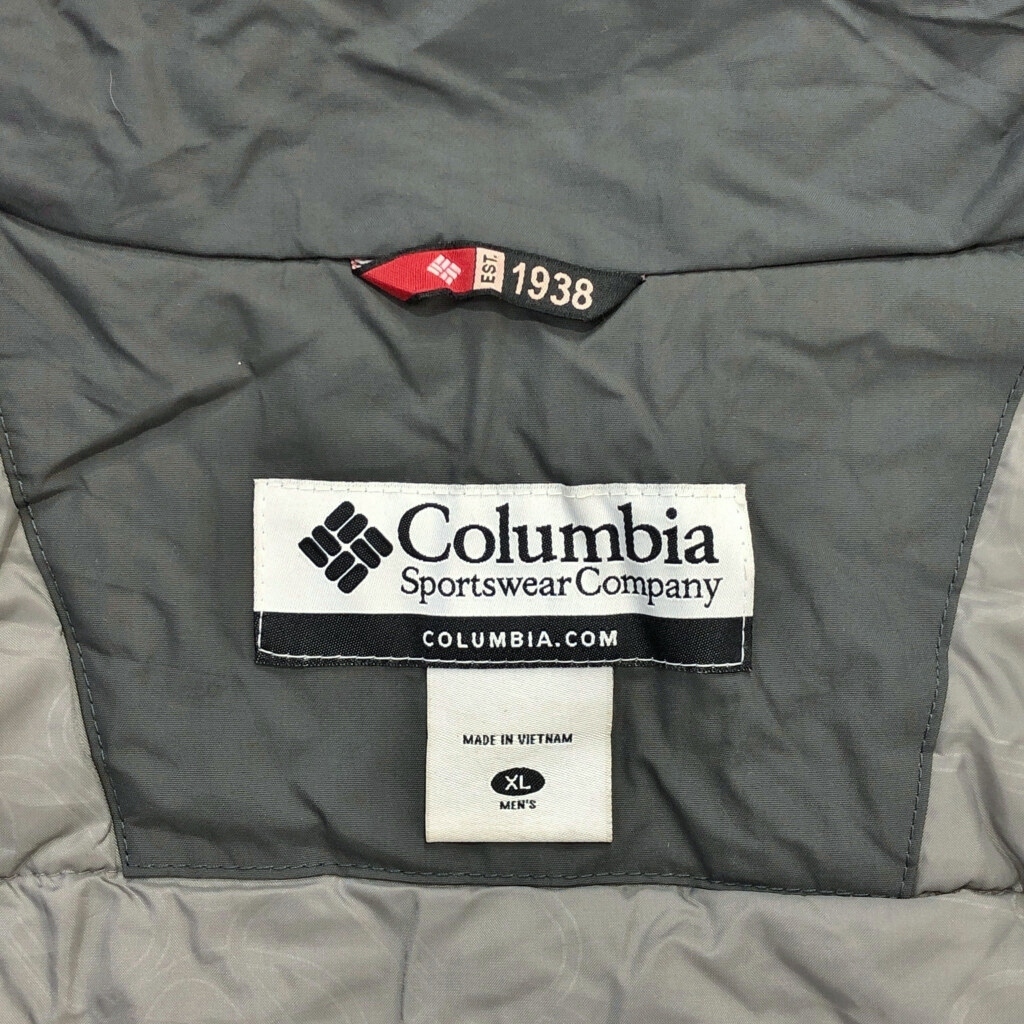 EST. 1938
Columbia
Sportswear Company
COLUMBIA.COM
MADE IN VIETNAM
XL
MEN'S